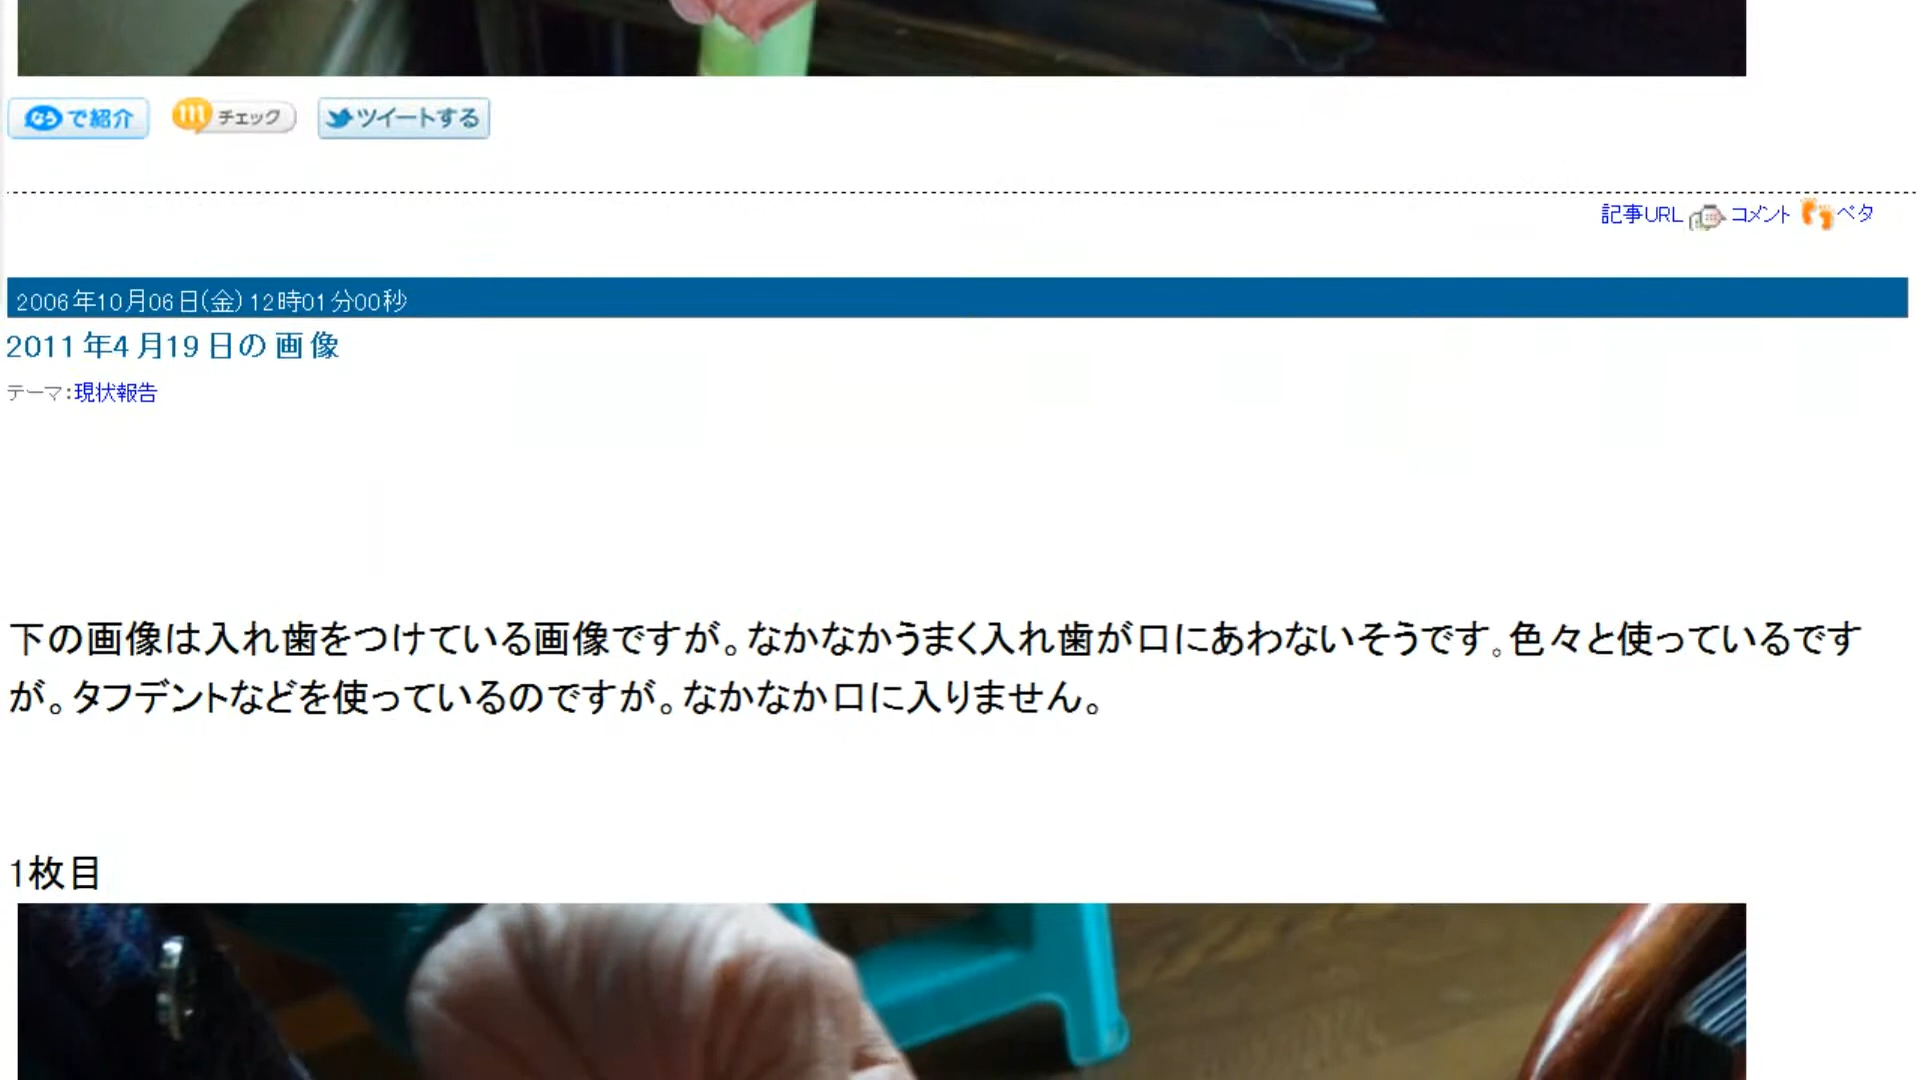 なうで紹介 チェック ツイートする
記事URL コメント ペタ
2006年10月06日(金) 12時01分00秒
2011年4月19日の画像
テーマ:現状報告
下の画像は入れ歯をつけている画像ですが。なかなかうまく入れ歯が口にあわないそうです。色々と使っているです
が。タフデントなどを使っているのですが。なかなか口に入りません。
1枚目